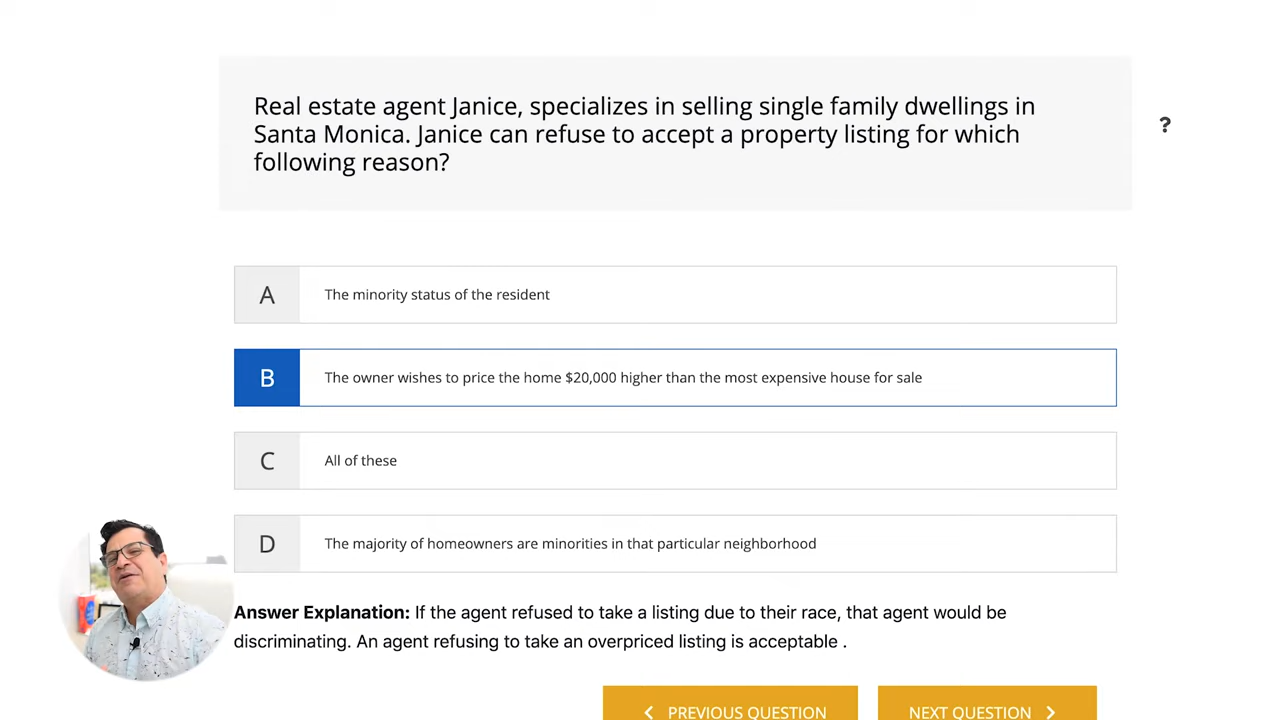 Real estate agent Janice, specializes in selling single family dwellings in
Santa Monica. Janice can refuse to accept a property listing for which
following reason?
?
A
The minority status of the resident
B
The owner wishes to price the home $20,000 higher than the most expensive house for sale
C
All of these
D
The majority of homeowners are minorities in that particular neighborhood
Answer Explanation: If the agent refused to take a listing due to their race, that agent would be
discriminating. An agent refusing to take an overpriced listing is acceptable .
PREVIOUS QUESTION
NEXT QUESTION